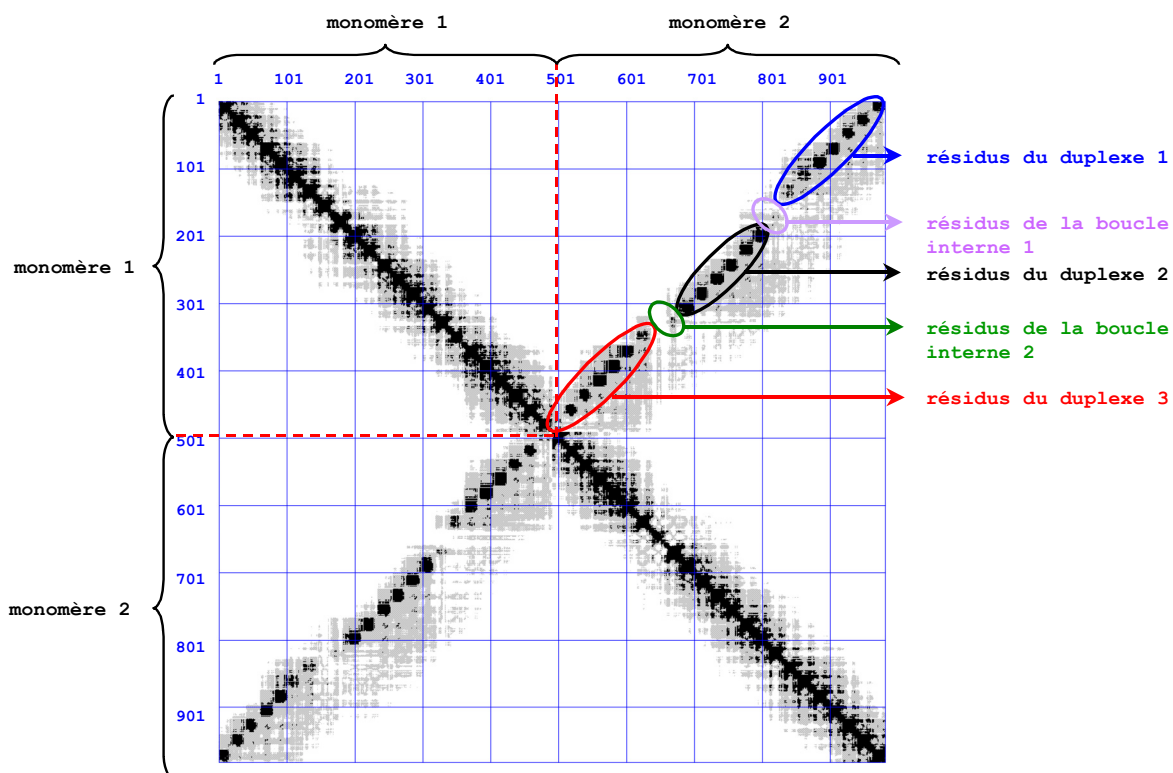 monomère 1
monomère 2
1 101 201 301 401 501 601 701 801 901
1
101
201
301
401
501
601
701
801
901
monomère 1
monomère 2
résidus du duplexe 1
résidus de la boucle
interne 1
résidus du duplexe 2
résidus de la boucle
interne 2
résidus du duplexe 3